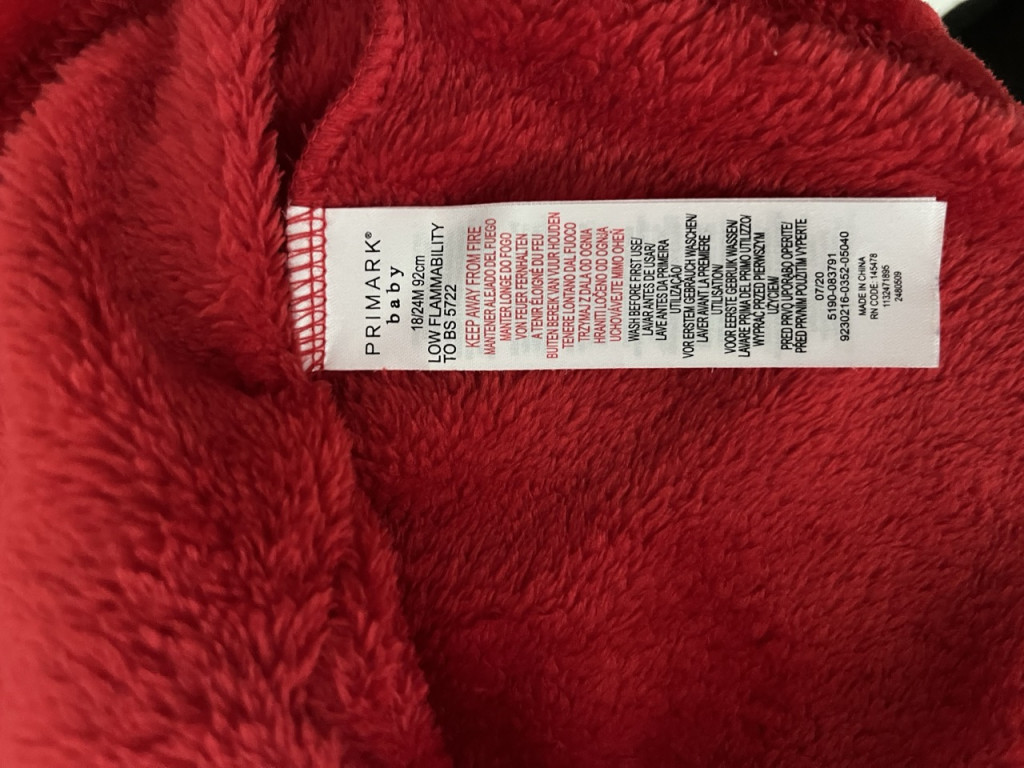 PRIMARK®
baby
18/24M 92cm
LOW FLAMMABILITY
TO BS 5722
KEEP AWAY FROM FIRE
MANTENER ALEJADO DEL FUEGO
MANTER LONGE DO FOGO
VON FEUER FERNHALTEN
A TENIR ÉLOIGNÉ DU FEU
BUITEN BEREIK VAN VUUR HOUDEN
TENERE LONTANO DAL FUOCO
TRZYMAJ Z DALA OD OGNIA
HRANITI LOČENO OD OGNJA
UCHOVÁVEJTE MIMO OHEŇ
WASH BEFORE FIRST USE/
LAVAR ANTES DE USAR/
LAVE ANTES DA PRIMEIRA
UTILIZAÇÃO/
VOR ERSTEM GEBRAUCH WASCHEN/
LAVER AVANT LA PREMIÈRE
UTILISATION/
VOOR EERSTE GEBRUIK WASSEN/
LAVARE PRIMA DEL PRIMO UTILIZZO/
WYPRAĆ PRZED PIERWSZYM
UŻYCIEM/
PRED PRVO UPORABO OPERITE/
PŘED PRVNÍM POUŽITÍM VYPERTE
07/20
5190-083791
9230216-0352-05040
MADE IN CHINA
RN CODE: 145478
1132471895
2480509